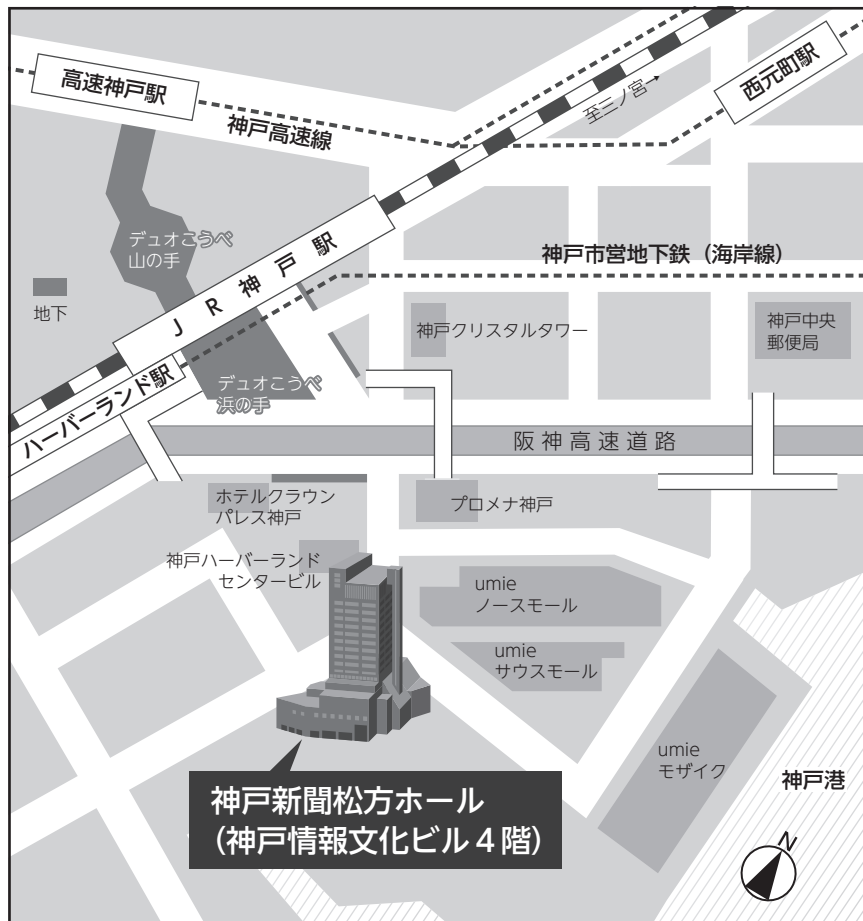 高速神戸駅
神戸高速線
至三ノ宮→
西元町駅
デュオこうべ
山の手
地下
JR神戸駅
神戸市営地下鉄（海岸線）
神戸クリスタルタワー
神戸中央
郵便局
ハーバーランド駅
デュオこうべ
浜の手
阪神高速道路
ホテルクラウン
パレス神戸
プロメナ神戸
神戸ハーバーランド
センタービル
umie
ノースモール
umie
サウスモール
umie
モザイク
神戸港
神戸新聞松方ホール
（神戸情報文化ビル4階）
N